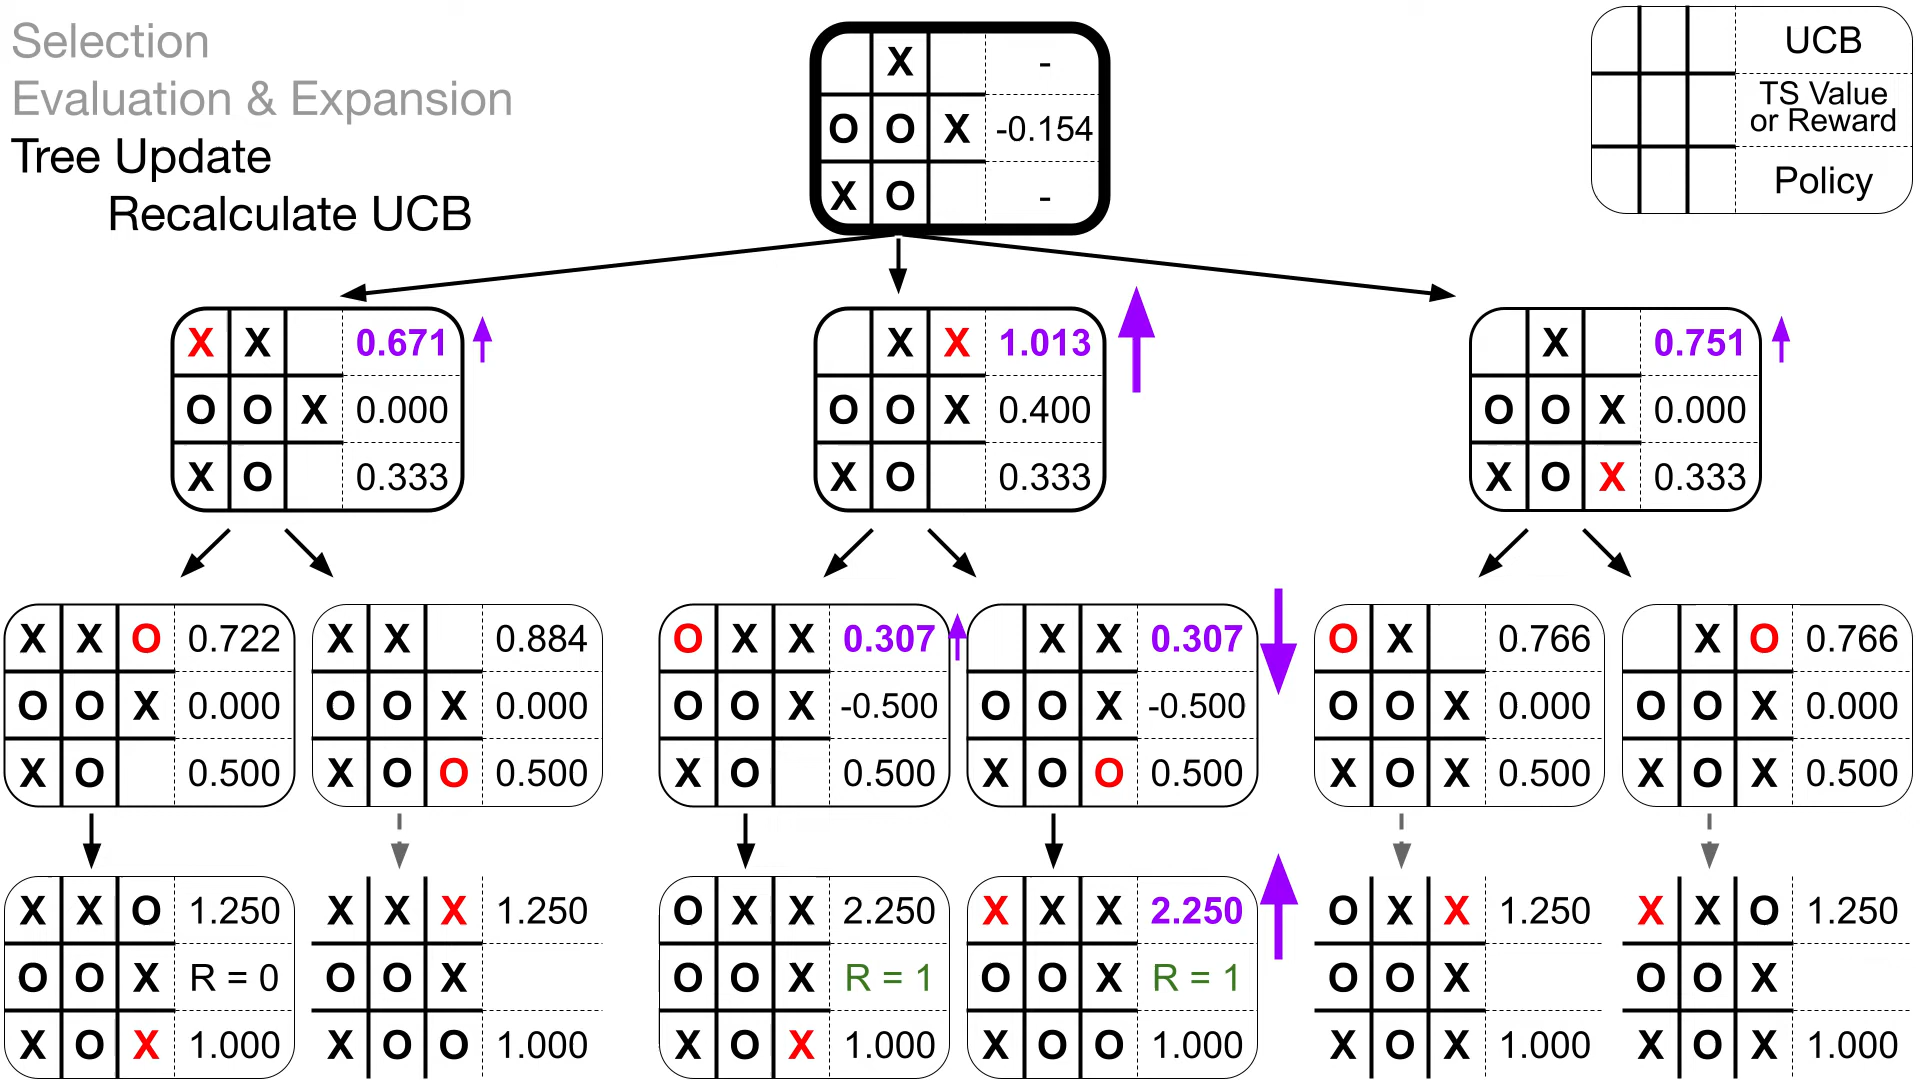 Selection
Evaluation & Expansion
Tree Update
Recalculate UCB
X -
O O X -0.154
X O -
UCB
TS Value
or Reward
Policy
X X 0.671
O O X 0.000
X O 0.333
X X 1.013
O O X 0.400
X O 0.333
X 0.751
O O X 0.000
X O X 0.333
X X O 0.722
O O X 0.000
X O 0.500
X X 0.884
O O X 0.000
X O O 0.500
O X X 0.307
O O X -0.500
X O 0.500
X X 0.307
O O X -0.500
X O O 0.500
O X 0.766
O O X 0.000
X O X 0.500
X O 0.766
O O X 0.000
X O X 0.500
X X O 1.250
O O X R = 0
X O X 1.000
X X X 1.250
O O X
X O O 1.000
O X X 2.250
O O X R = 1
X O X 1.000
X X X 2.250
O O X R = 1
X O O 1.000
O X X 1.250
O O X
X O X 1.000
X X O 1.250
O O X
X O X 1.000